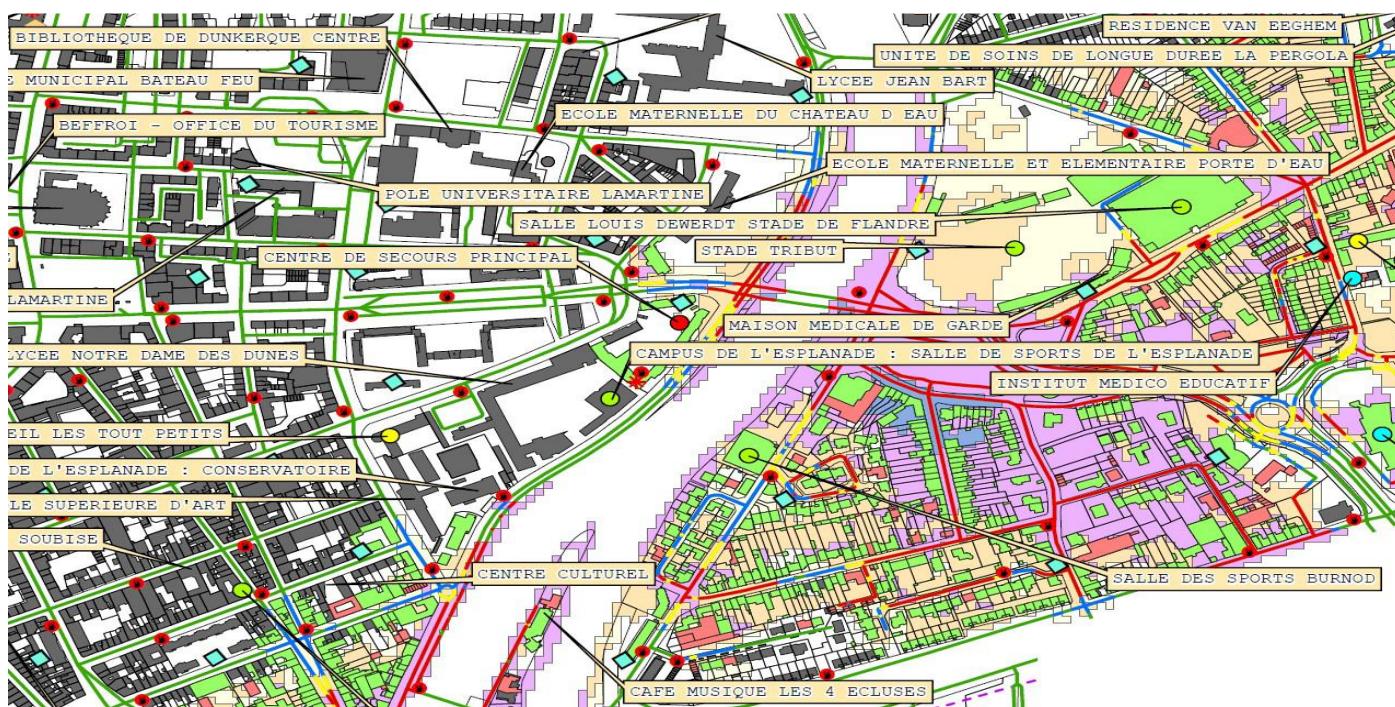 RESIDENCE VAN EEGHEM
BIBLIOTHEQUE DE DUNKERQUE CENTRE
UNITE DE SOINS DE LONGUE DUREE LA PERGOLA
E MUNICIPAL BATEAU FEU
LYCEE JEAN BART
ECOLE MATERNELLE DU CHATEAU D EAU
BEFFROI - OFFICE DU TOURISME
ECOLE MATERNELLE ET ELEMENTAIRE PORTE D'EAU
POLE UNIVERSITAIRE LAMARTINE
SALLE LOUIS DEWERDT STADE DE FLANDRE
STADE TRIBUT
E
CENTRE DE SECOURS PRINCIPAL
LAMARTINE
MAISON MEDICALE DE GARDE
LYCEE NOTRE DAME DES DUNES
CAMPUS DE L'ESPLANADE : SALLE DE SPORTS DE L'ESPLANADE
INSTITUT MEDICO EDUCATIF
EIL LES TOUT PETITS
DE L'ESPLANADE : CONSERVATOIRE
LE SUPERIEURE D'ART
SOUBISE
CENTRE CULTUREL
SALLE DES SPORTS BURNOD
CAFE MUSIQUE LES 4 ECLUSES